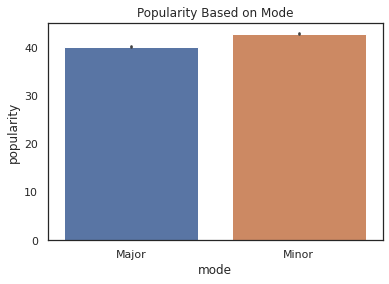 Popularity Based on Mode
40
30
20
10
0
popularity
Major
Minor
mode